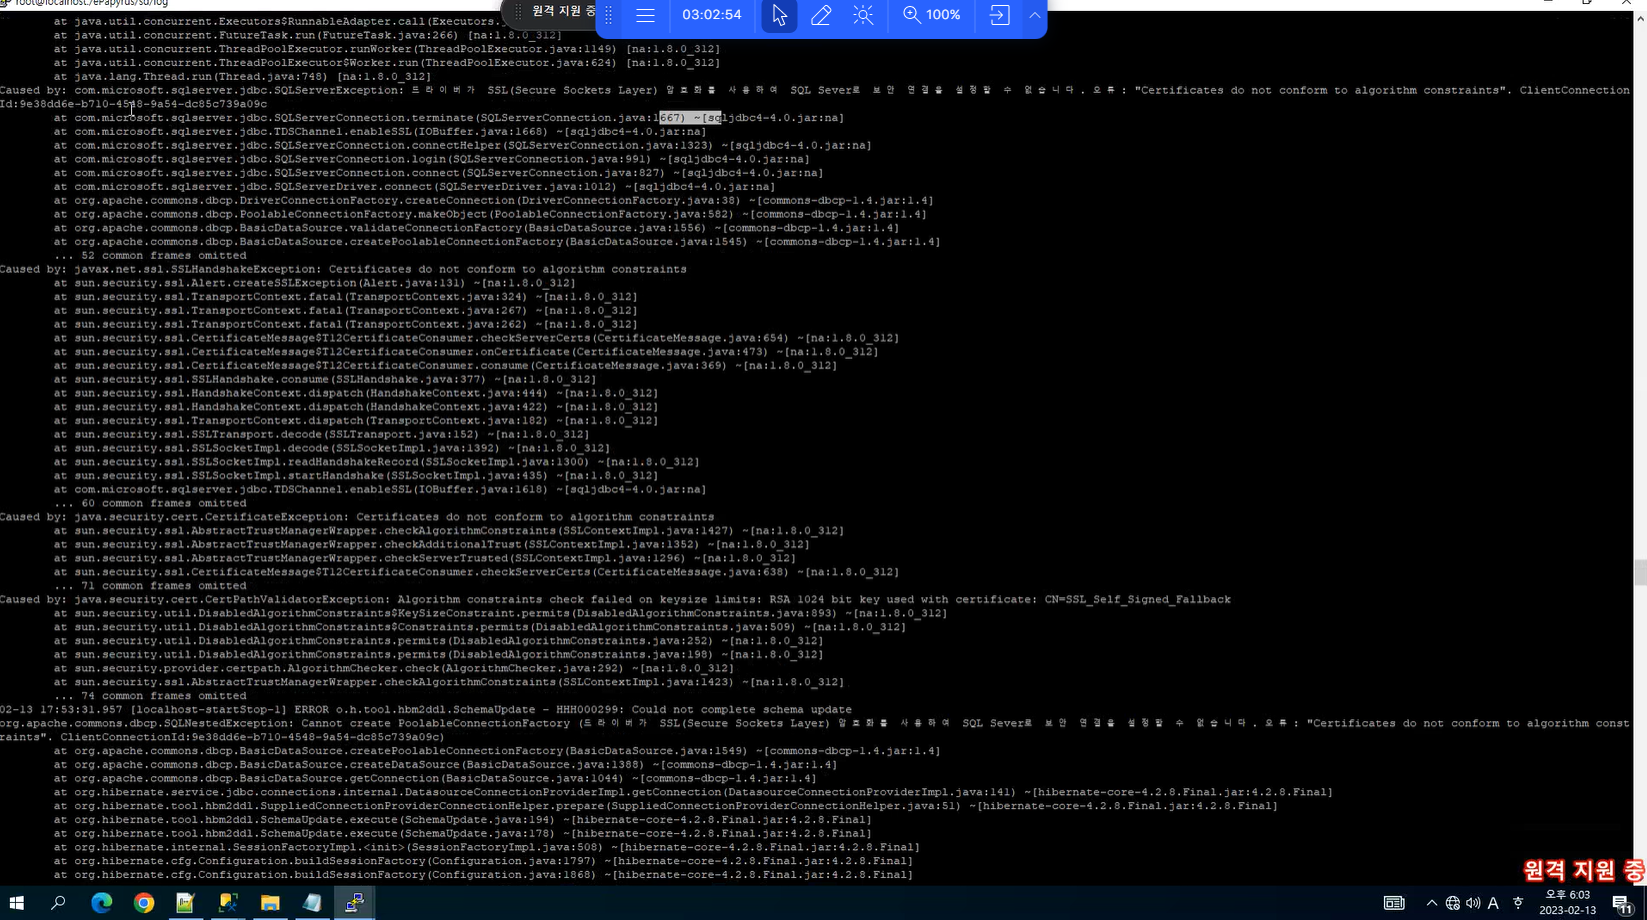 root@localhost:/ePapyrus/sd/log
원격 지원 중
03:02:54
100%
at java.util.concurrent.Executors$RunnableAdapter.call(Executors.
at java.util.concurrent.FutureTask.run(FutureTask.java:266) [na:1.8.0_312]
at java.util.concurrent.ThreadPoolExecutor.runWorker(ThreadPoolExecutor.java:1149) [na:1.8.0_312]
at java.util.concurrent.ThreadPoolExecutor$Worker.run(ThreadPoolExecutor.java:624) [na:1.8.0_312]
at java.lang.Thread.run(Thread.java:748) [na:1.8.0_312]
Caused by: com.microsoft.sqlserver.jdbc.SQLServerException: 드라이버가 SSL(Secure Sockets Layer) 암호화를 사용하여 SQL Sever로 보안 연결을 설정할 수 없습니다. 오류: "Certificates do not conform to algorithm constraints". ClientConnection
Id:9e38dd6e-b710-4548-9a54-dc85c739a09c
at com.microsoft.sqlserver.jdbc.SQLServerConnection.terminate(SQLServerConnection.java:1667) ~[sqljdbc4-4.0.jar:na]
at com.microsoft.sqlserver.jdbc.TDSChannel.enableSSL(IOBuffer.java:1668) ~[sqljdbc4-4.0.jar:na]
at com.microsoft.sqlserver.jdbc.SQLServerConnection.connectHelper(SQLServerConnection.java:1323) ~[sqljdbc4-4.0.jar:na]
at com.microsoft.sqlserver.jdbc.SQLServerConnection.login(SQLServerConnection.java:991) ~[sqljdbc4-4.0.jar:na]
at com.microsoft.sqlserver.jdbc.SQLServerConnection.connect(SQLServerConnection.java:827) ~[sqljdbc4-4.0.jar:na]
at com.microsoft.sqlserver.jdbc.SQLServerDriver.connect(SQLServerDriver.java:1012) ~[sqljdbc4-4.0.jar:na]
at org.apache.commons.dbcp.DriverConnectionFactory.createConnection(DriverConnectionFactory.java:38) ~[commons-dbcp-1.4.jar:1.4]
at org.apache.commons.dbcp.PoolableConnectionFactory.makeObject(PoolableConnectionFactory.java:582) ~[commons-dbcp-1.4.jar:1.4]
at org.apache.commons.dbcp.BasicDataSource.validateConnectionFactory(BasicDataSource.java:1556) ~[commons-dbcp-1.4.jar:1.4]
at org.apache.commons.dbcp.BasicDataSource.createPoolableConnectionFactory(BasicDataSource.java:1545) ~[commons-dbcp-1.4.jar:1.4]
... 52 common frames omitted
Caused by: javax.net.ssl.SSLHandshakeException: Certificates do not conform to algorithm constraints
at sun.security.ssl.Alert.createSSLException(Alert.java:131) ~[na:1.8.0_312]
at sun.security.ssl.TransportContext.fatal(TransportContext.java:324) ~[na:1.8.0_312]
at sun.security.ssl.TransportContext.fatal(TransportContext.java:267) ~[na:1.8.0_312]
at sun.security.ssl.TransportContext.fatal(TransportContext.java:262) ~[na:1.8.0_312]
at sun.security.ssl.CertificateMessage$T12CertificateConsumer.checkServerCerts(CertificateMessage.java:654) ~[na:1.8.0_312]
at sun.security.ssl.CertificateMessage$T12CertificateConsumer.onCertificate(CertificateMessage.java:473) ~[na:1.8.0_312]
at sun.security.ssl.CertificateMessage$T12CertificateConsumer.consume(CertificateMessage.java:369) ~[na:1.8.0_312]
at sun.security.ssl.SSLHandshake.consume(SSLHandshake.java:377) ~[na:1.8.0_312]
at sun.security.ssl.HandshakeContext.dispatch(HandshakeContext.java:444) ~[na:1.8.0_312]
at sun.security.ssl.HandshakeContext.dispatch(HandshakeContext.java:422) ~[na:1.8.0_312]
at sun.security.ssl.TransportContext.dispatch(TransportContext.java:182) ~[na:1.8.0_312]
at sun.security.ssl.SSLTransport.decode(SSLTransport.java:152) ~[na:1.8.0_312]
at sun.security.ssl.SSLSocketImpl.decode(SSLSocketImpl.java:1392) ~[na:1.8.0_312]
at sun.security.ssl.SSLSocketImpl.readHandshakeRecord(SSLSocketImpl.java:1300) ~[na:1.8.0_312]
at sun.security.ssl.SSLSocketImpl.startHandshake(SSLSocketImpl.java:435) ~[na:1.8.0_312]
at com.microsoft.sqlserver.jdbc.TDSChannel.enableSSL(IOBuffer.java:1618) ~[sqljdbc4-4.0.jar:na]
... 60 common frames omitted
Caused by: java.security.cert.CertificateException: Certificates do not conform to algorithm constraints
at sun.security.ssl.AbstractTrustManagerWrapper.checkAlgorithmConstraints(SSLContextImpl.java:1427) ~[na:1.8.0_312]
at sun.security.ssl.AbstractTrustManagerWrapper.checkAdditionalTrust(SSLContextImpl.java:1352) ~[na:1.8.0_312]
at sun.security.ssl.AbstractTrustManagerWrapper.checkServerTrusted(SSLContextImpl.java:1296) ~[na:1.8.0_312]
at sun.security.ssl.CertificateMessage$T12CertificateConsumer.checkServerCerts(CertificateMessage.java:638) ~[na:1.8.0_312]
... 71 common frames omitted
Caused by: java.security.cert.CertPathValidatorException: Algorithm constraints check failed on keysize limits: RSA 1024 bit key used with certificate: CN=SSL_Self_Signed_Fallback
at sun.security.util.DisabledAlgorithmConstraints$KeySizeConstraint.permits(DisabledAlgorithmConstraints.java:893) ~[na:1.8.0_312]
at sun.security.util.DisabledAlgorithmConstraints$Constraints.permits(DisabledAlgorithmConstraints.java:509) ~[na:1.8.0_312]
at sun.security.util.DisabledAlgorithmConstraints.permits(DisabledAlgorithmConstraints.java:252) ~[na:1.8.0_312]
at sun.security.util.DisabledAlgorithmConstraints.permits(DisabledAlgorithmConstraints.java:198) ~[na:1.8.0_312]
at sun.security.provider.certpath.AlgorithmChecker.check(AlgorithmChecker.java:292) ~[na:1.8.0_312]
at sun.security.ssl.AbstractTrustManagerWrapper.checkAlgorithmConstraints(SSLContextImpl.java:1423) ~[na:1.8.0_312]
... 74 common frames omitted
02-13 17:53:31.957 [localhost-startStop-1] ERROR o.h.tool.hbm2ddl.SchemaUpdate - HHH000299: Could not complete schema update
org.apache.commons.dbcp.SQLNestedException: Cannot create PoolableConnectionFactory (드라이버가 SSL(Secure Sockets Layer) 암호화를 사용하여 SQL Sever로 보안 연결을 설정할 수 없습니다. 오류: "Certificates do not conform to algorithm const
raints". ClientConnectionId:9e38dd6e-b710-4548-9a54-dc85c739a09c)
at org.apache.commons.dbcp.BasicDataSource.createPoolableConnectionFactory(BasicDataSource.java:1549) ~[commons-dbcp-1.4.jar:1.4]
at org.apache.commons.dbcp.BasicDataSource.createDataSource(BasicDataSource.java:1388) ~[commons-dbcp-1.4.jar:1.4]
at org.apache.commons.dbcp.BasicDataSource.getConnection(BasicDataSource.java:1044) ~[commons-dbcp-1.4.jar:1.4]
at org.hibernate.service.jdbc.connections.internal.DatasourceConnectionProviderImpl.getConnection(DatasourceConnectionProviderImpl.java:141) ~[hibernate-core-4.2.8.Final.jar:4.2.8.Final]
at org.hibernate.tool.hbm2ddl.SuppliedConnectionProviderConnectionHelper.prepare(SuppliedConnectionProviderConnectionHelper.java:51) ~[hibernate-core-4.2.8.Final.jar:4.2.8.Final]
at org.hibernate.tool.hbm2ddl.SchemaUpdate.execute(SchemaUpdate.java:194) ~[hibernate-core-4.2.8.Final.jar:4.2.8.Final]
at org.hibernate.tool.hbm2ddl.SchemaUpdate.execute(SchemaUpdate.java:178) ~[hibernate-core-4.2.8.Final.jar:4.2.8.Final]
at org.hibernate.internal.SessionFactoryImpl.<init>(SessionFactoryImpl.java:508) ~[hibernate-core-4.2.8.Final.jar:4.2.8.Final]
at org.hibernate.cfg.Configuration.buildSessionFactory(Configuration.java:1797) ~[hibernate-core-4.2.8.Final.jar:4.2.8.Final]
at org.hibernate.cfg.Configuration.buildSessionFactory(Configuration.java:1868) ~[hibernate-core-4.2.8.Final.jar:4.2.8.Final]
원격 지원 중
A
오후 6:03
2023-02-13
11